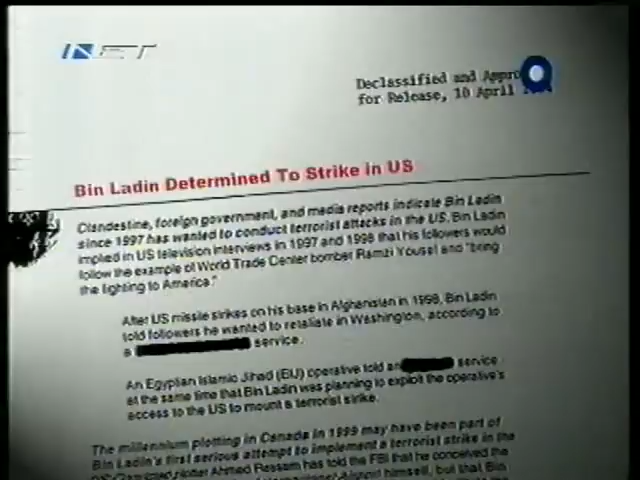 NET
Declassified and Appro
for Release, 10 April
Bin Ladin Determined To Strike in US
Clandestine, foreign government, and media reports indicate Bin Ladin
since 1997 has wanted to conduct terrorist attacks in the US. Bin Ladin
implied in US television interviews in 1997 and 1998 that his followers would
follow the example of World Trade Center bomber Ramzi Yousef and "bring
the fighting to America."
After US missile strikes on his base in Afghanistan in 1998, Bin Ladin
told followers he wanted to retaliate in Washington, according to
a service.
An Egyptian Islamic Jihad (EIJ) operative told an service
at the same time that Bin Ladin was planning to exploit the operative's
access to the US to mount a terrorist strike.
The millennium plotting in Canada in 1999 may have been part of
Bin Ladin's first serious attempt to implement a terrorist strike in the
plotter Ahmed Ressam has told the FBI that he conceived the
himself, but that Bin